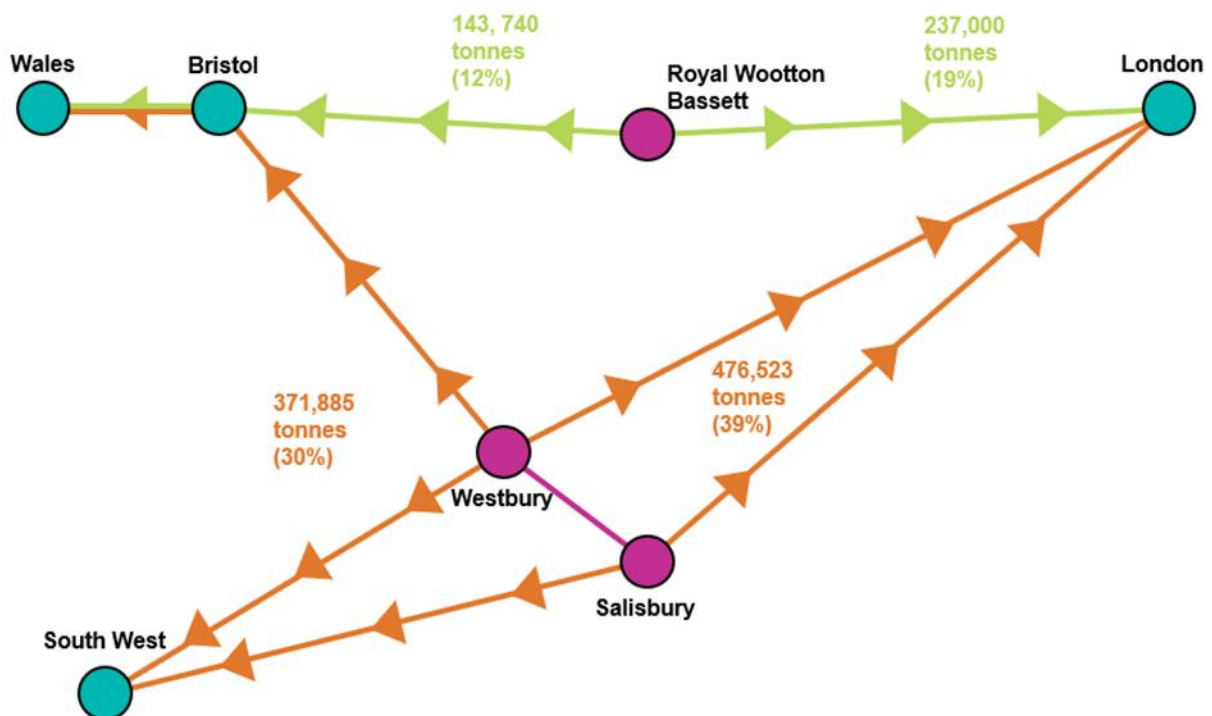 143, 740
tonnes
(12%)
237,000
tonnes
(19%)
Wales
Bristol
Royal Wootton
Bassett
London
371,885
tonnes
(30%)
476,523
tonnes
(39%)
Westbury
Salisbury
South West